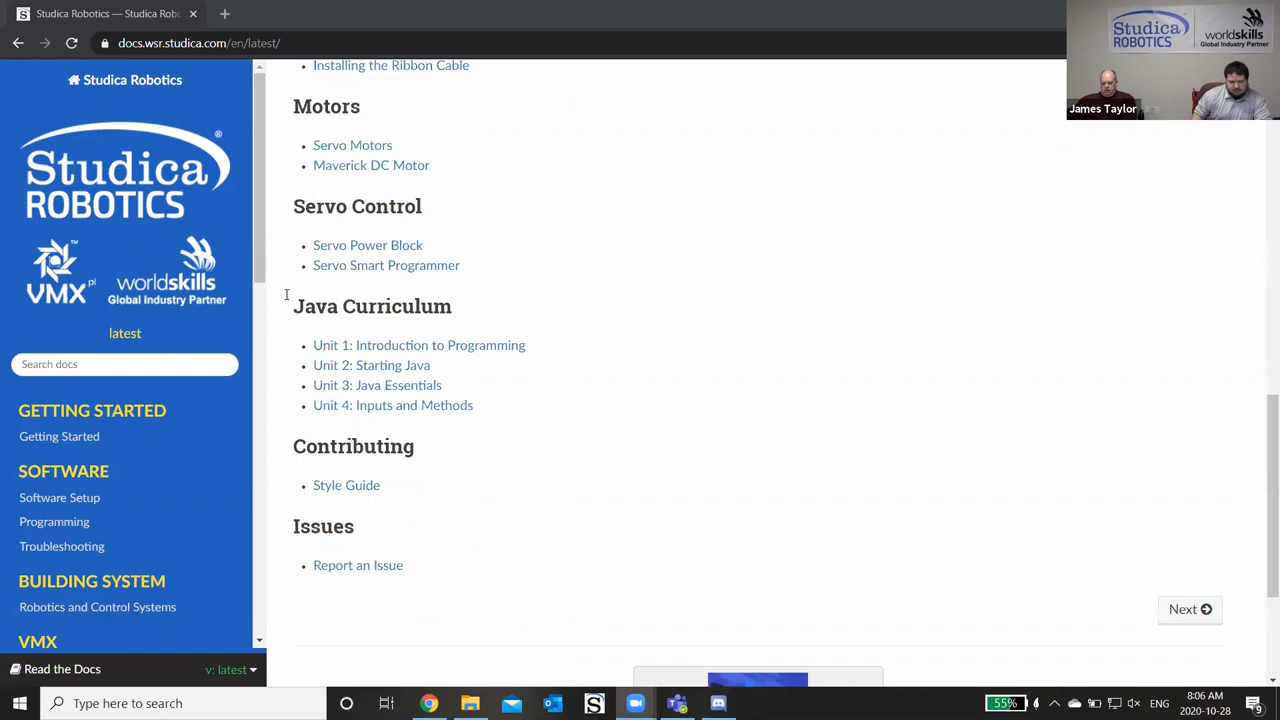 Studica Robotics — Studica Robo
docs.wsr.studica.com/en/latest/
Studica Robotics
Studica
ROBOTICS
VMX pi
worldskills
Global Industry Partner
latest
Search docs
GETTING STARTED
Getting Started
SOFTWARE
Software Setup
Programming
Troubleshooting
BUILDING SYSTEM
Robotics and Control Systems
VMX
Read the Docs
v: latest
Installing the Ribbon Cable
Motors
Servo Motors
Maverick DC Motor
Servo Control
Servo Power Block
Servo Smart Programmer
Java Curriculum
Unit 1: Introduction to Programming
Unit 2: Starting Java
Unit 3: Java Essentials
Unit 4: Inputs and Methods
Contributing
Style Guide
Issues
Report an Issue
Next
Studica
ROBOTICS
worldskills
Global Industry Partner
James Taylor
Type here to search
55%
ENG
8:06 AM
2020-10-28
9